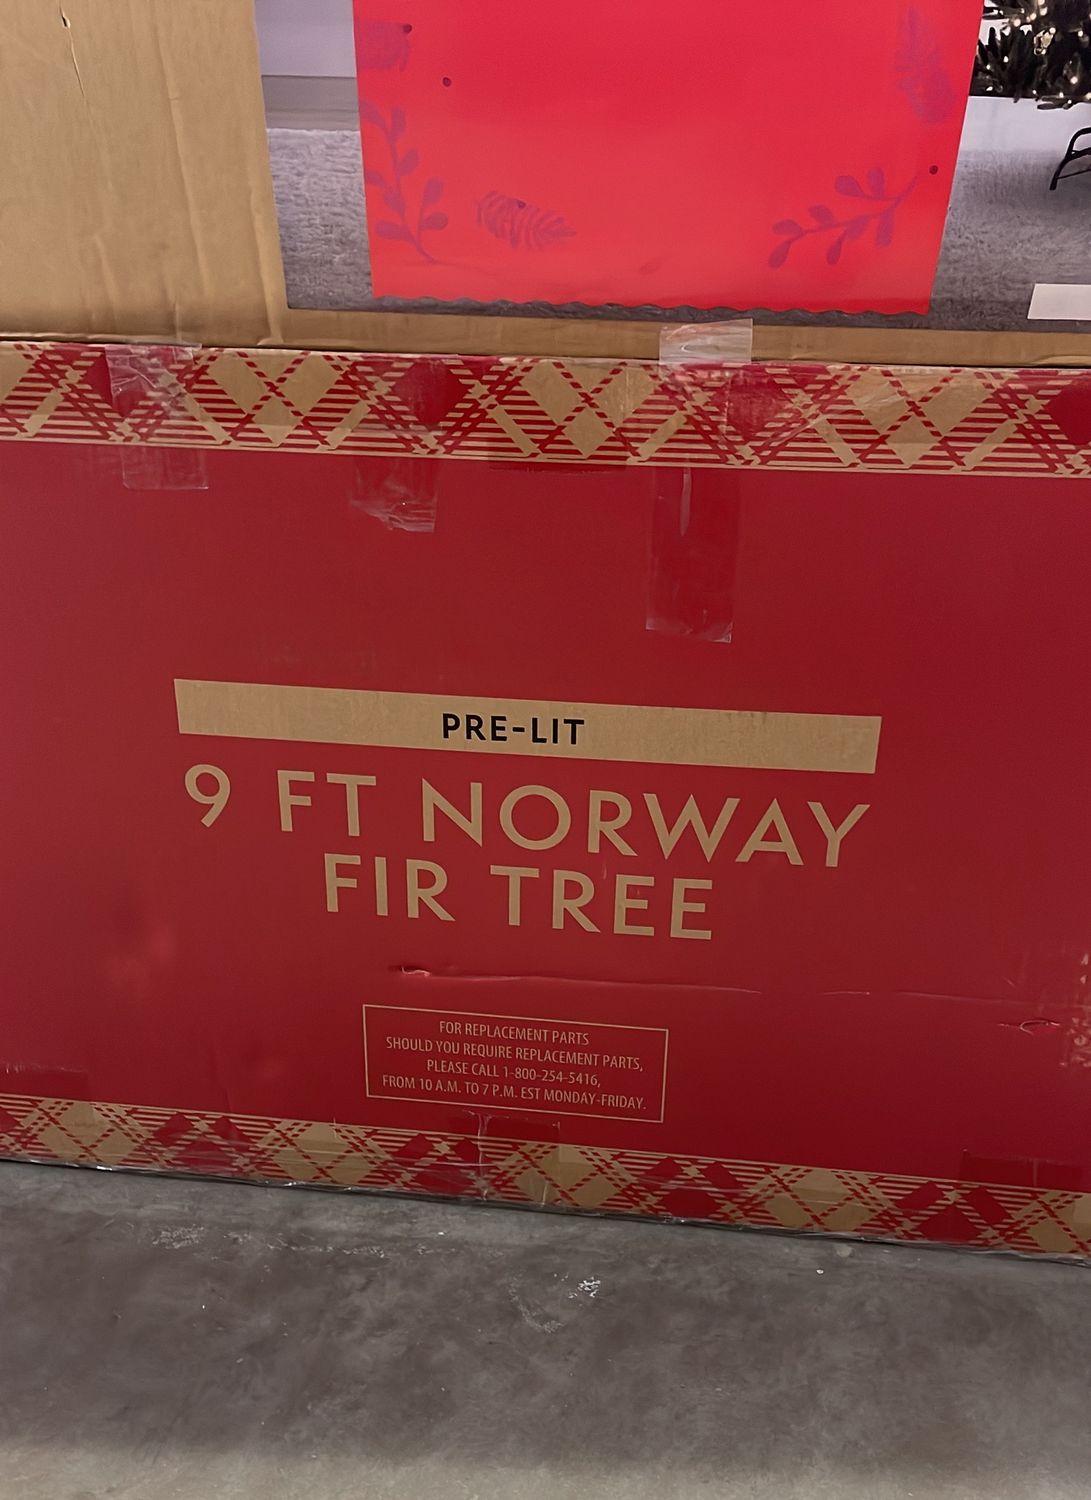 PRE-LIT
9 FT NORWAY
FIR TREE
FOR REPLACEMENT PARTS
SHOULD YOU REQUIRE REPLACEMENT PARTS,
PLEASE CALL 1-800-254-5416,
FROM 10 A.M. TO 7 P.M. EST MONDAY-FRIDAY.